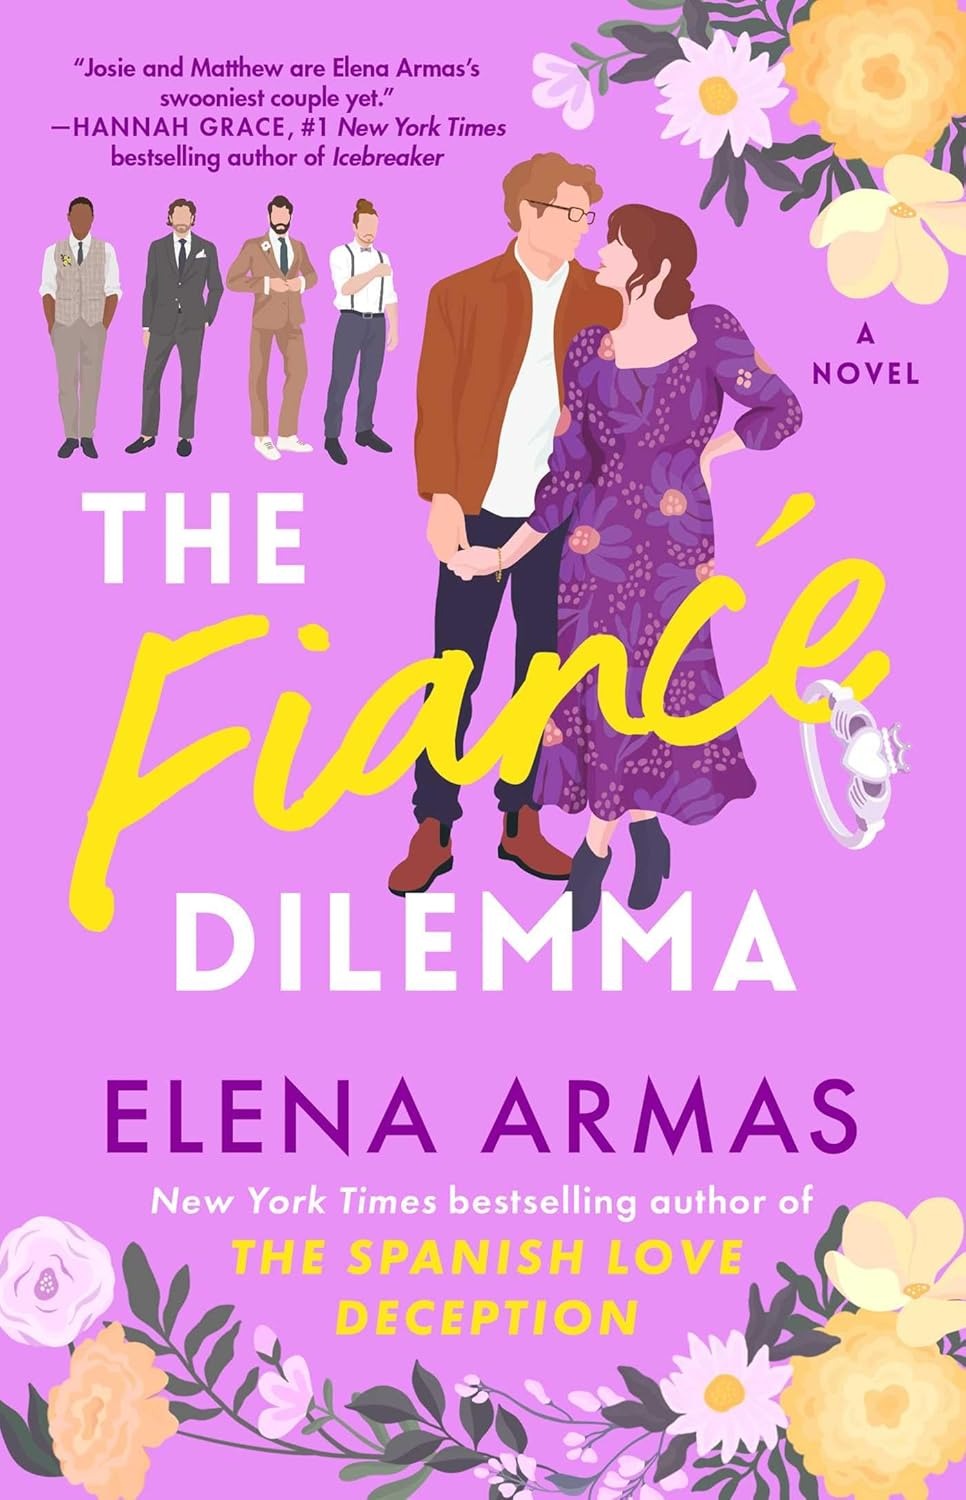 “Josie and Matthew are Elena Armas’s
swooniest couple yet.”
—HANNAH GRACE, #1 New York Times
bestselling author of Icebreaker
A
NOVEL
THE
Fiancé
DILEMMA
ELENA ARMAS
New York Times bestselling author of
THE SPANISH LOVE
DECEPTION